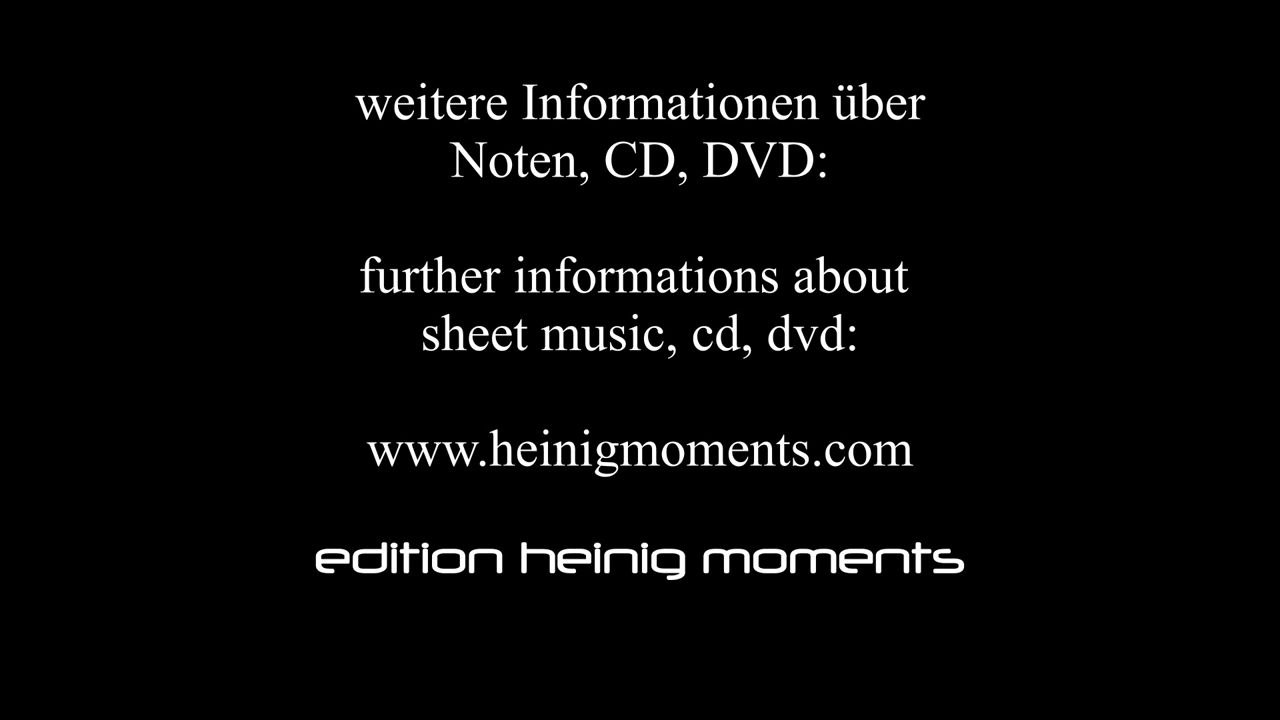 weitere Informationen über
Noten, CD, DVD:
further informations about
sheet music, cd, dvd:
www.heinigmoments.com
edition heinig moments